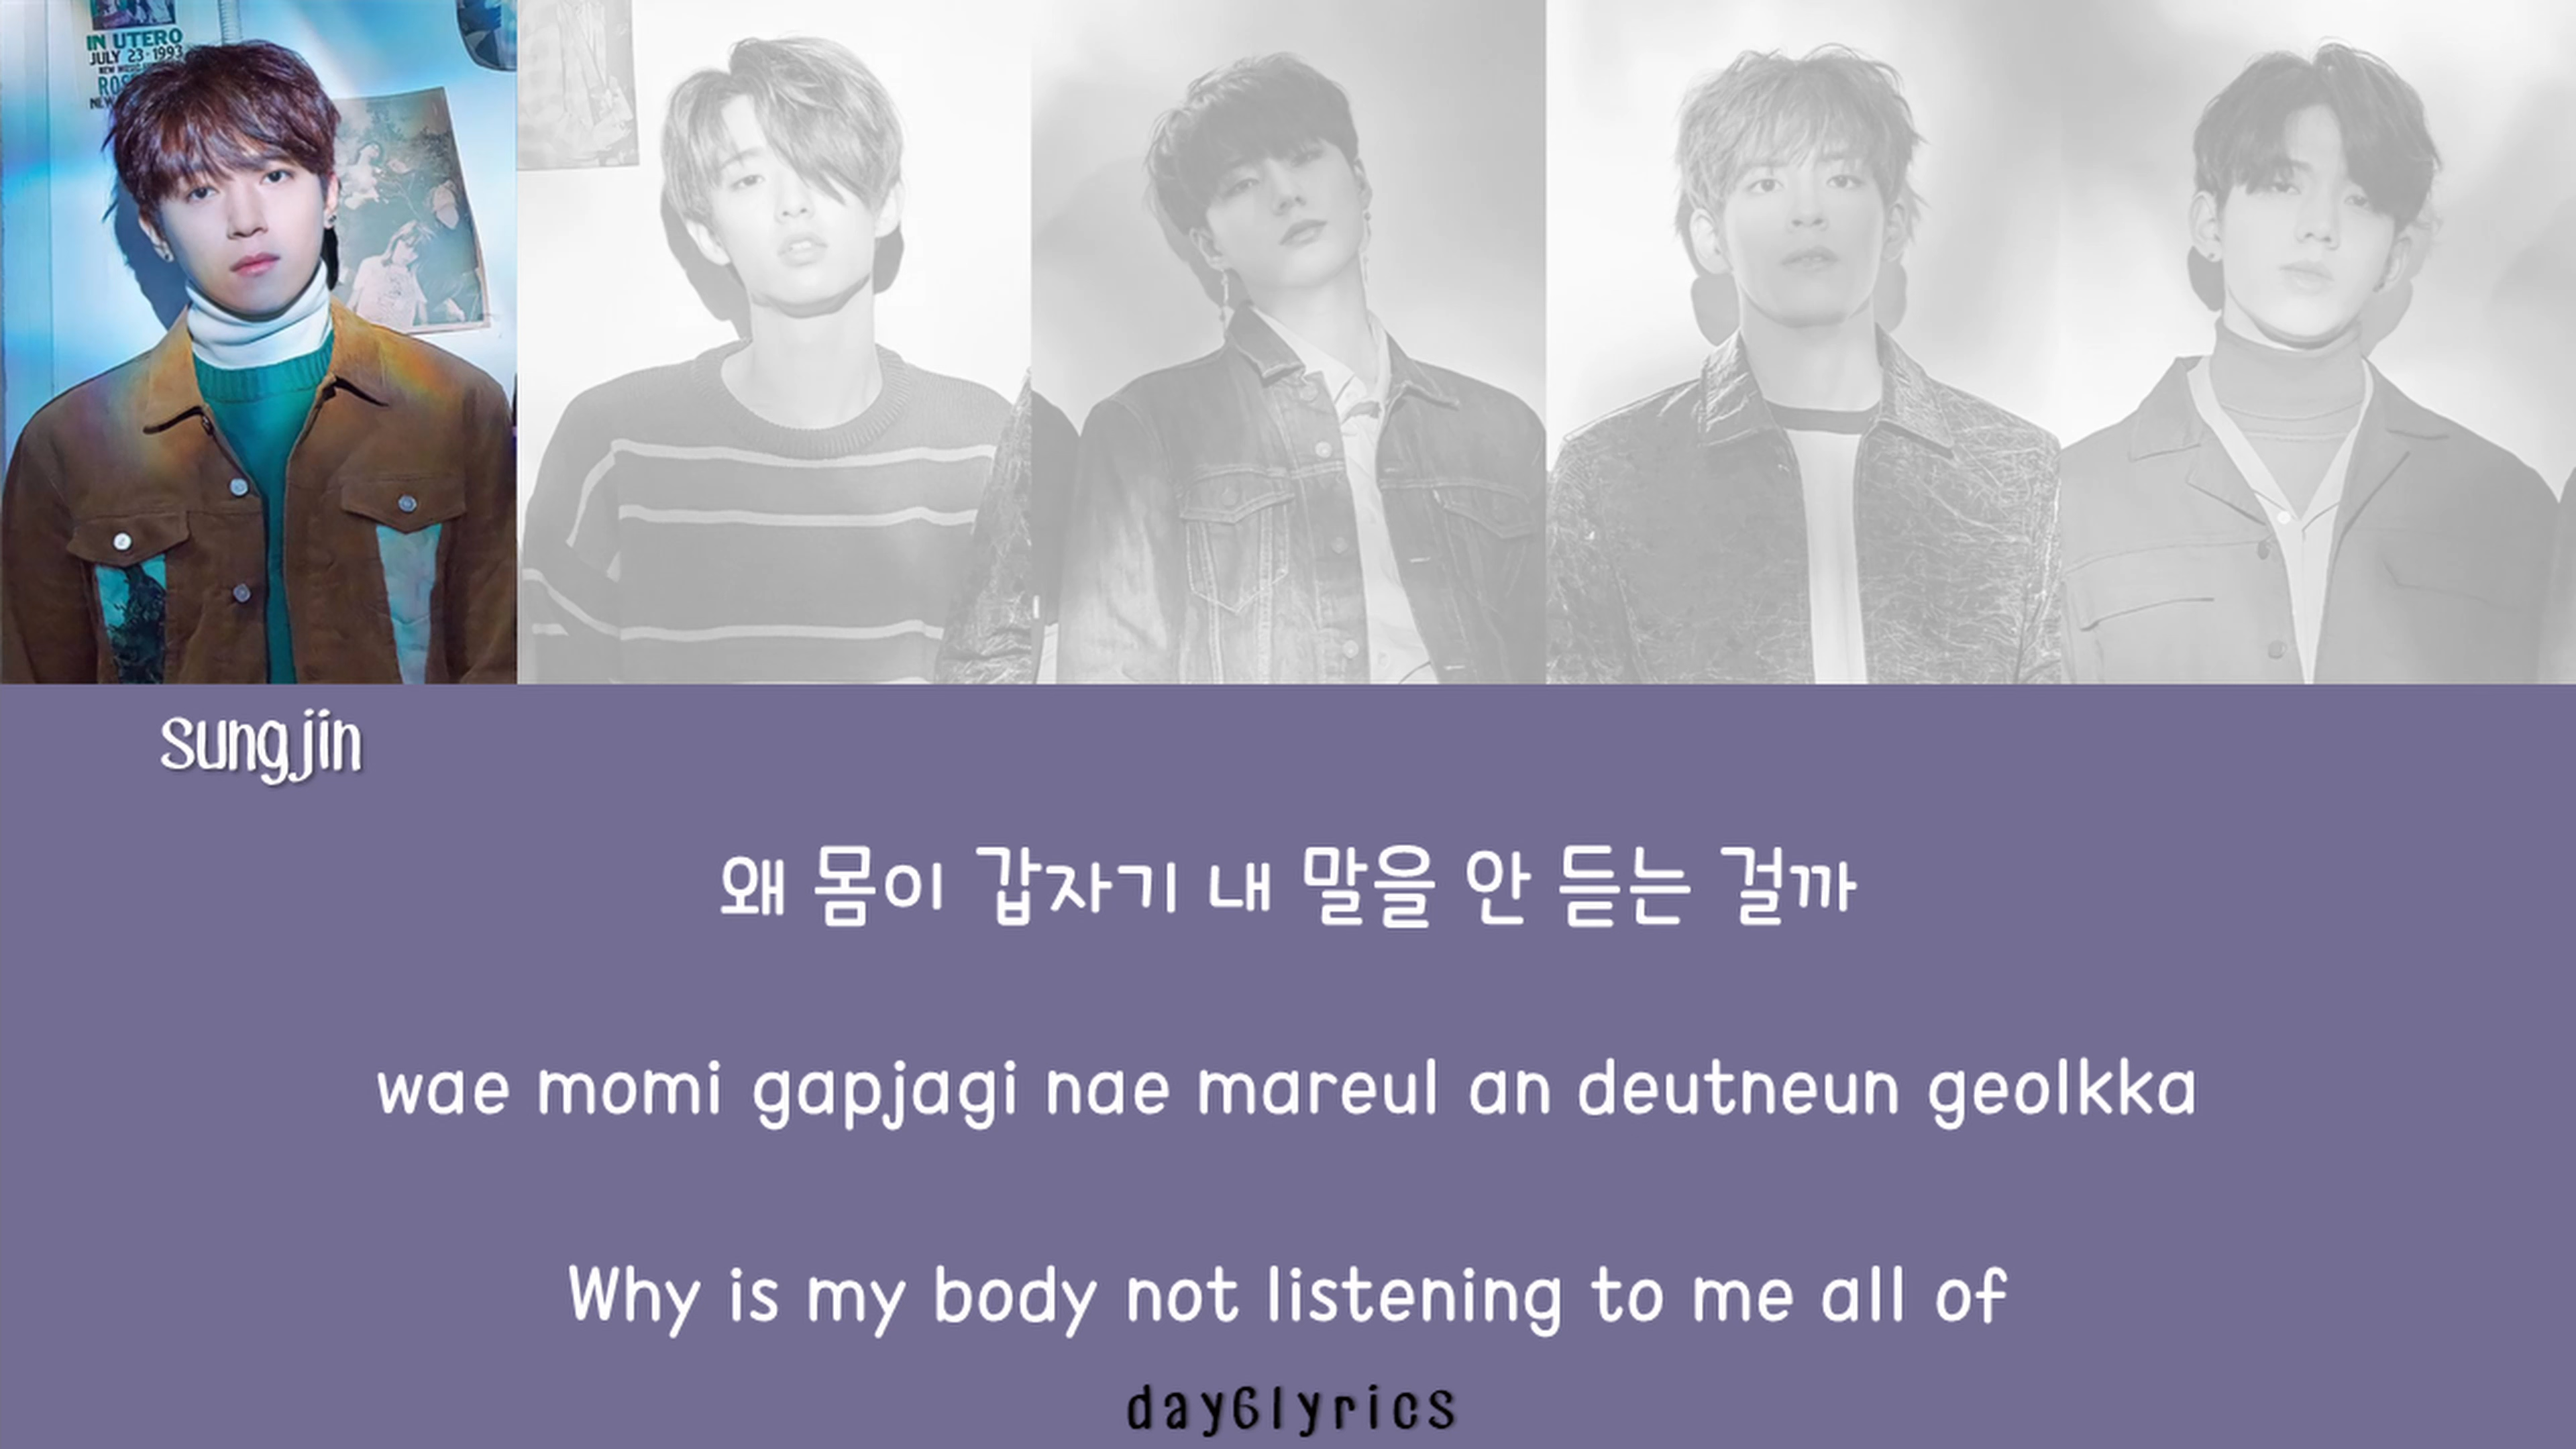 IN UTERO
JULY 23·1993
NEW
Sungjin
왜 몸이 갑자기 내 말을 안 듣는 걸까
wae momi gapjagi nae mareul an deutneun geolkka
Why is my body not listening to me all of
day6lyrics